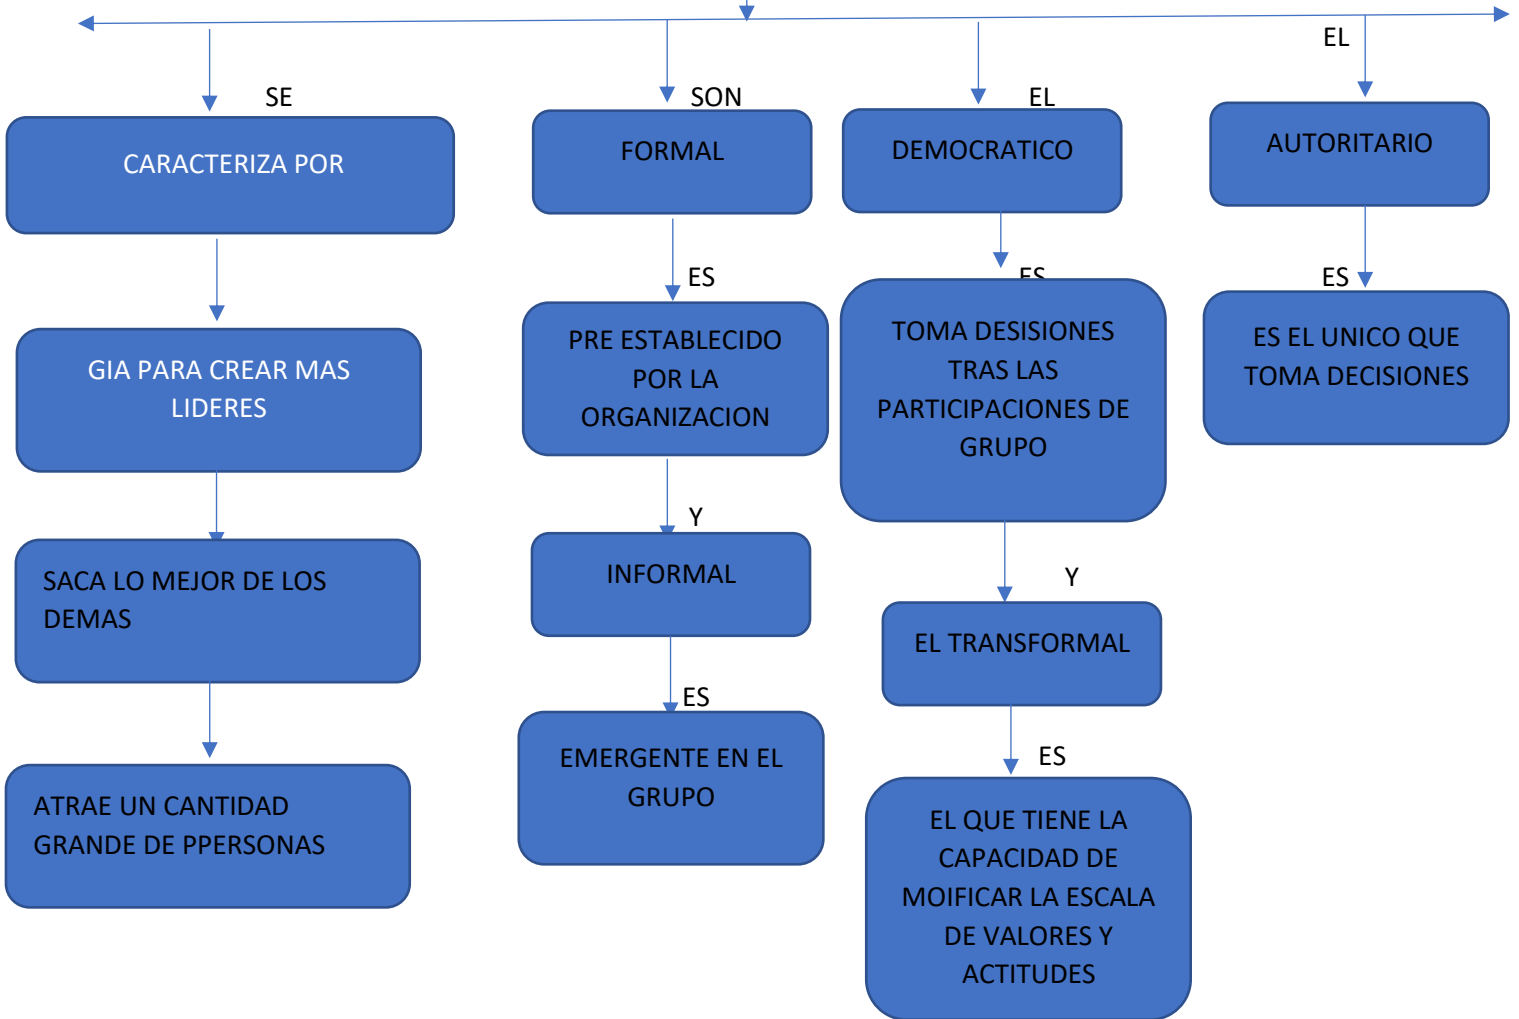 SE
CARACTERIZA POR
GIA PARA CREAR MAS
LIDERES
SACA LO MEJOR DE LOS
DEMAS
ATRAE UN CANTIDAD
GRANDE DE PPERSONAS
SON
FORMAL
ES
PRE ESTABLECIDO
POR LA
ORGANIZACION
Y
INFORMAL
ES
EMERGENTE EN EL
GRUPO
EL
DEMOCRATICO
ES
TOMA DESISIONES
TRAS LAS
PARTICIPACIONES DE
GRUPO
Y
EL TRANSFORMAL
ES
EL QUE TIENE LA
CAPACIDAD DE
MOIFICAR LA ESCALA
DE VALORES Y
ACTITUDES
EL
AUTORITARIO
ES
ES EL UNICO QUE
TOMA DECISIONES